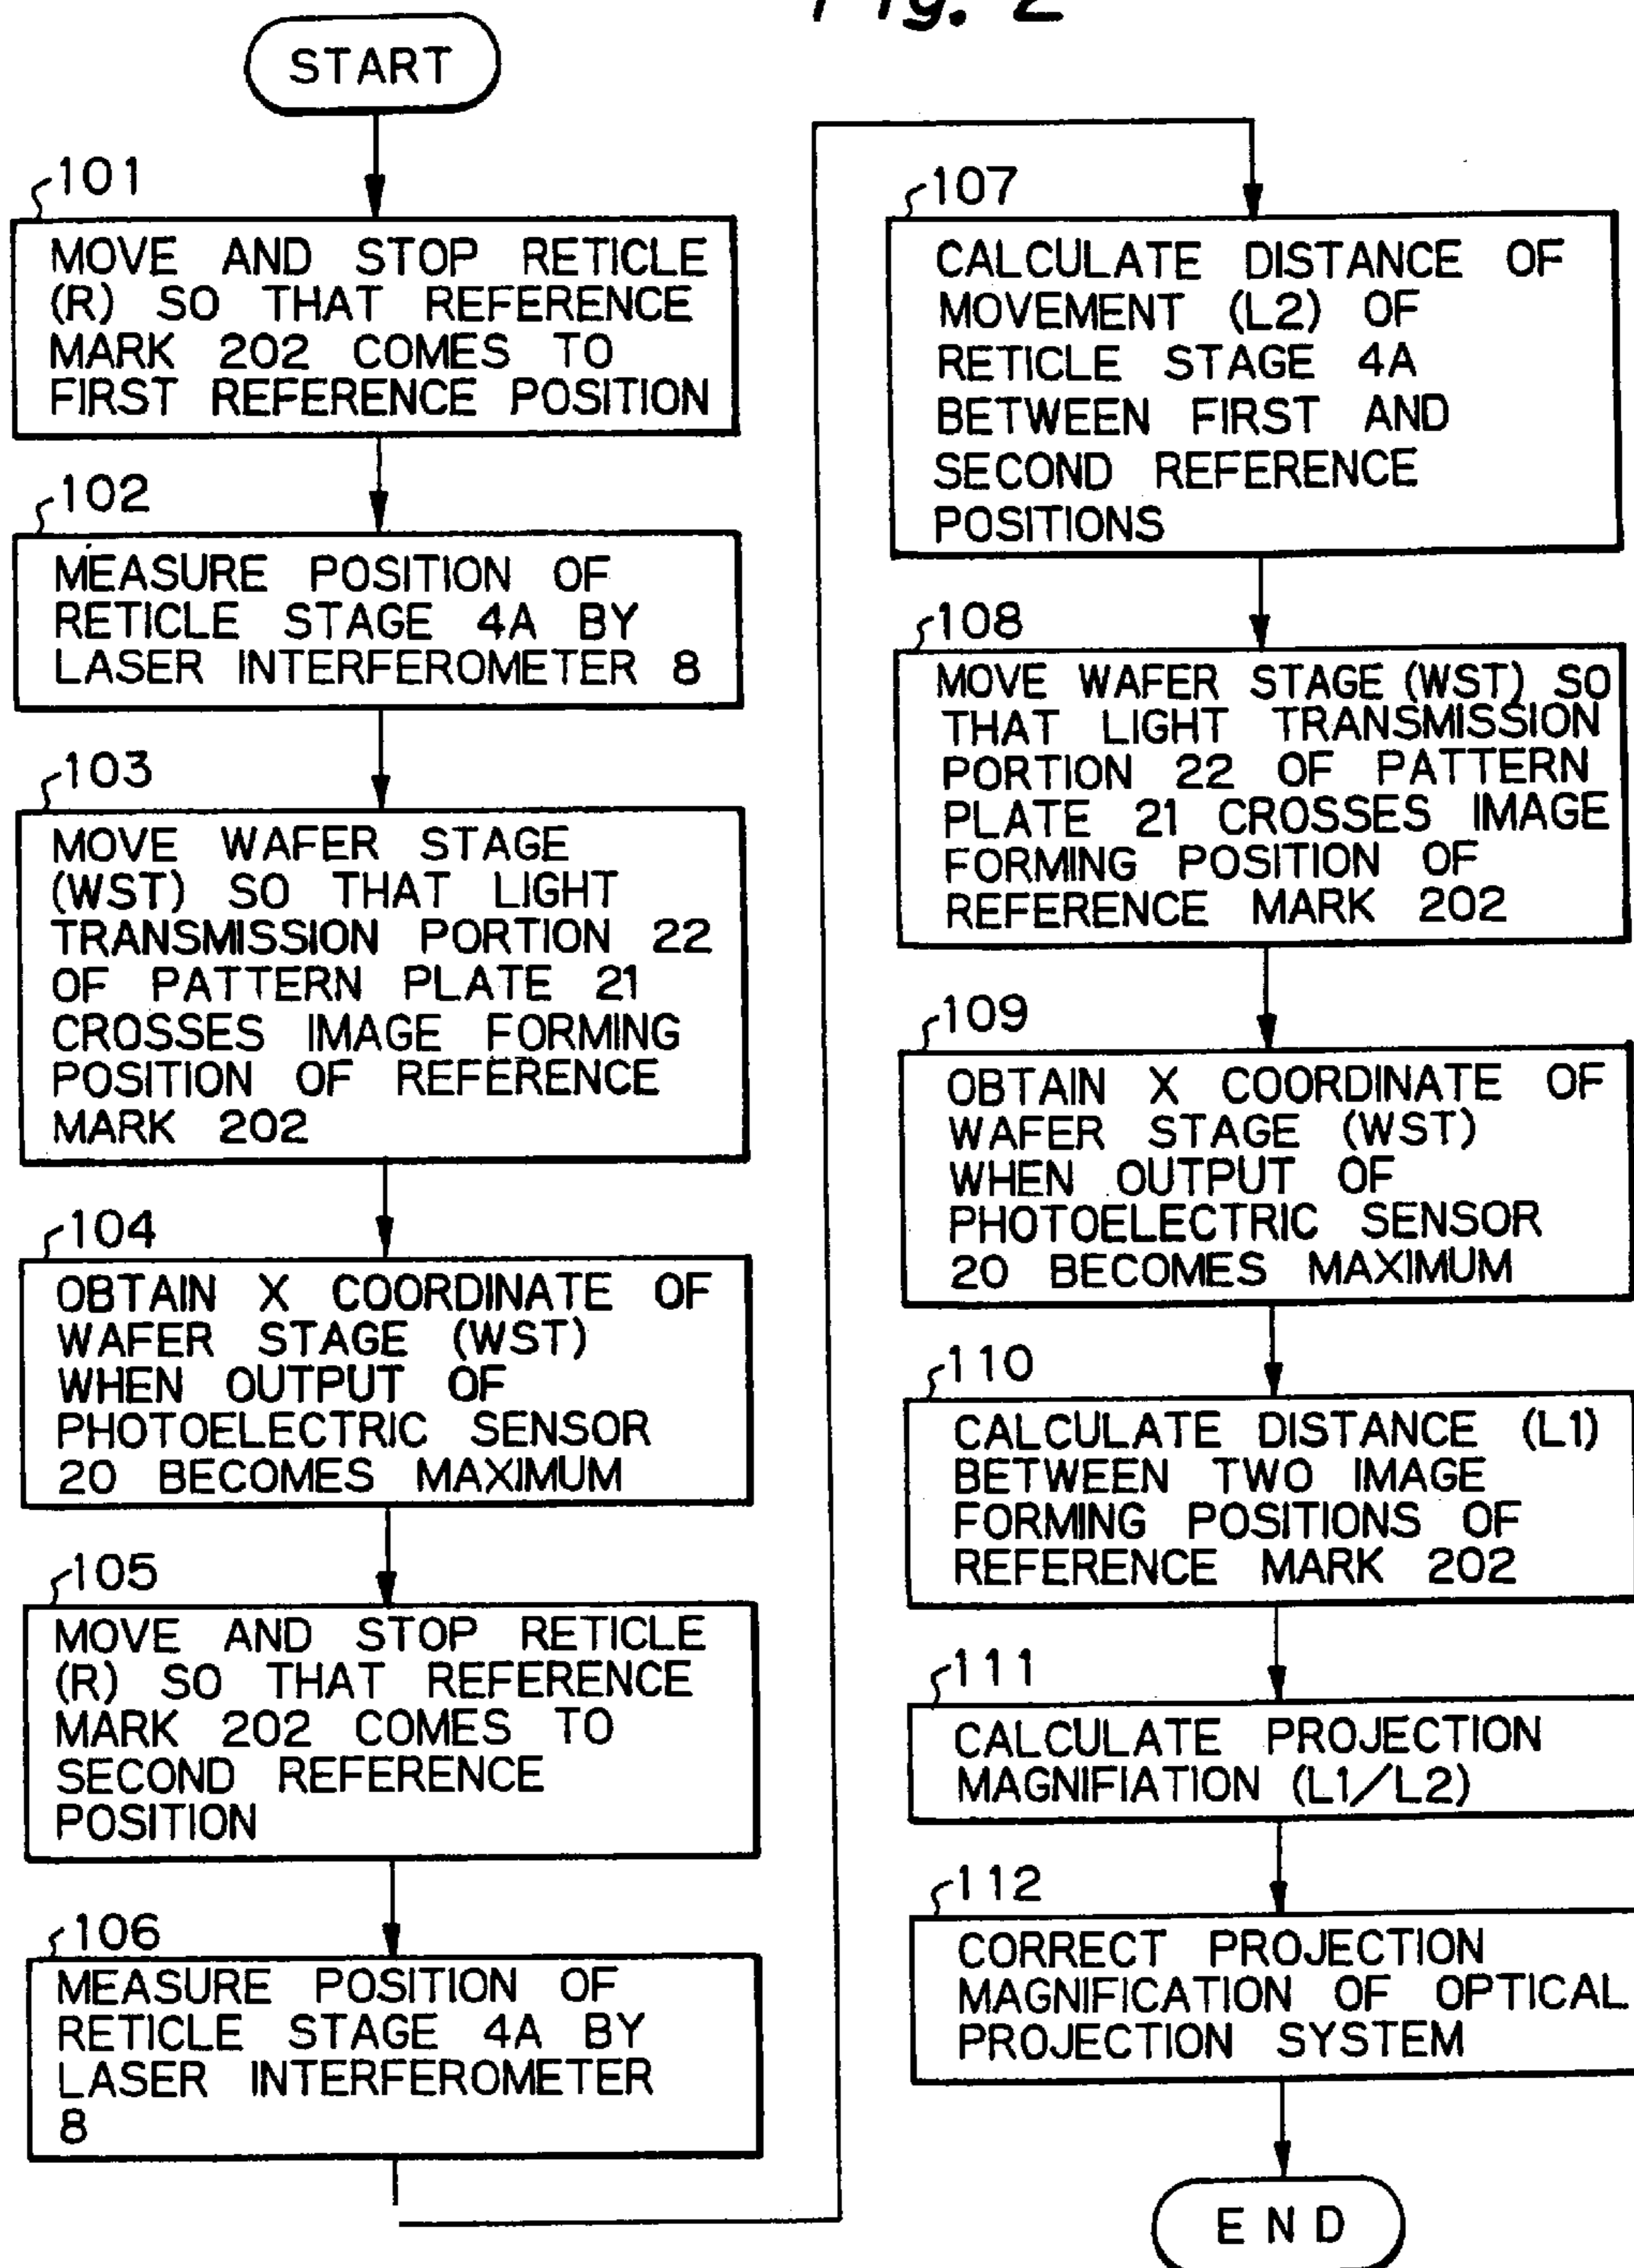 Fig. 2
START
101
MOVE AND STOP RETICLE
(R) SO THAT REFERENCE
MARK 202 COMES TO
FIRST REFERENCE POSITION
102
MEASURE POSITION OF
RETICLE STAGE 4A BY
LASER INTERFEROMETER 8
103
MOVE WAFER STAGE
(WST) SO THAT LIGHT
TRANSMISSION PORTION 22
OF PATTERN PLATE 21
CROSSES IMAGE FORMING
POSITION OF REFERENCE
MARK 202
104
OBTAIN X COORDINATE OF
WAFER STAGE (WST)
WHEN OUTPUT OF
PHOTOELECTRIC SENSOR
20 BECOMES MAXIMUM
105
MOVE AND STOP RETICLE
(R) SO THAT REFERENCE
MARK 202 COMES TO
SECOND REFERENCE
POSITION
106
MEASURE POSITION OF
RETICLE STAGE 4A BY
LASER INTERFEROMETER
8
107
CALCULATE DISTANCE OF
MOVEMENT (L2) OF
RETICLE STAGE 4A
BETWEEN FIRST AND
SECOND REFERENCE
POSITIONS
108
MOVE WAFER STAGE (WST) SO
THAT LIGHT TRANSMISSION
PORTION 22 OF PATTERN
PLATE 21 CROSSES IMAGE
FORMING POSITION OF
REFERENCE MARK 202
109
OBTAIN X COORDINATE OF
WAFER STAGE (WST)
WHEN OUTPUT OF
PHOTOELECTRIC SENSOR
20 BECOMES MAXIMUM
110
CALCULATE DISTANCE (L1)
BETWEEN TWO IMAGE
FORMING POSITIONS OF
REFERENCE MARK 202
111
CALCULATE PROJECTION
MAGNIFIATION (L1/L2)
112
CORRECT PROJECTION
MAGNIFICATION OF OPTICAL
PROJECTION SYSTEM
END